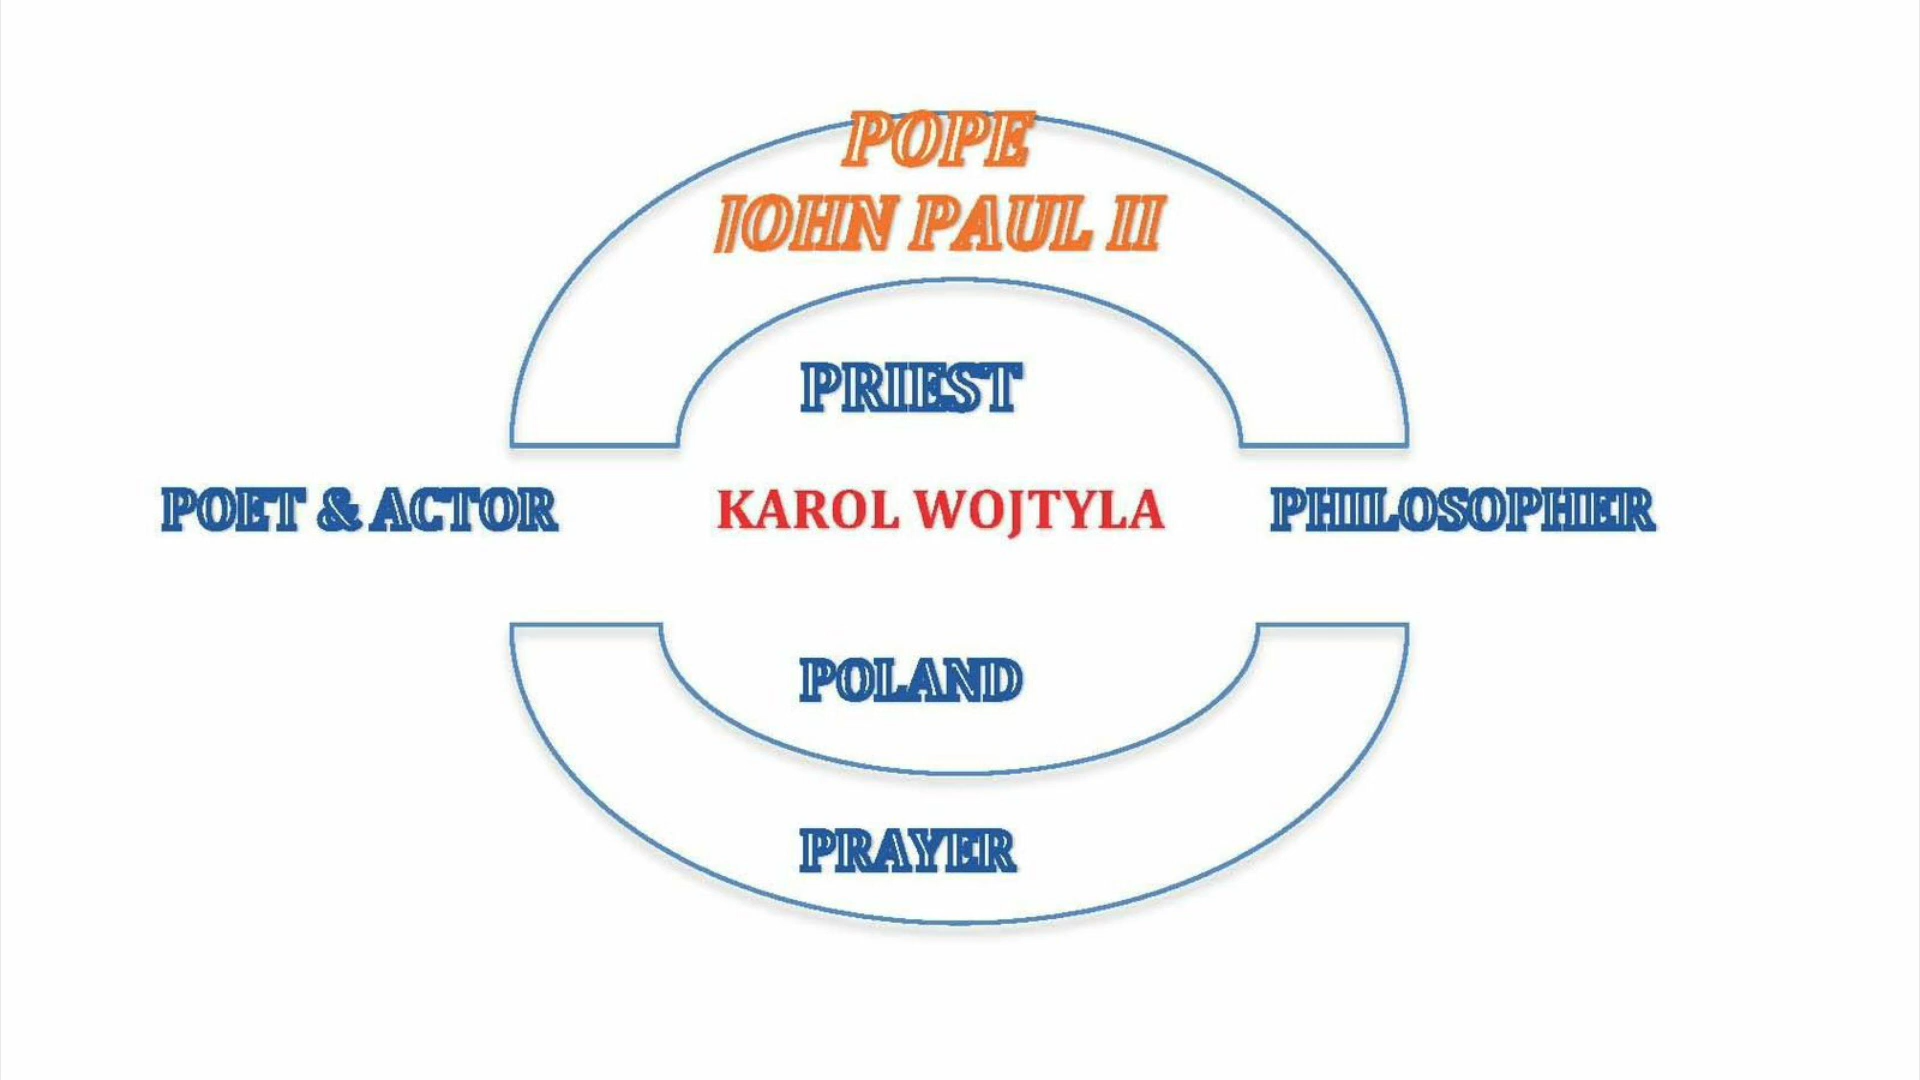 POPE
JOHN PAUL II
PRIEST
POET & ACTOR
KAROL WOJTYLA
PHILOSOPHER
POLAND
PRAYER